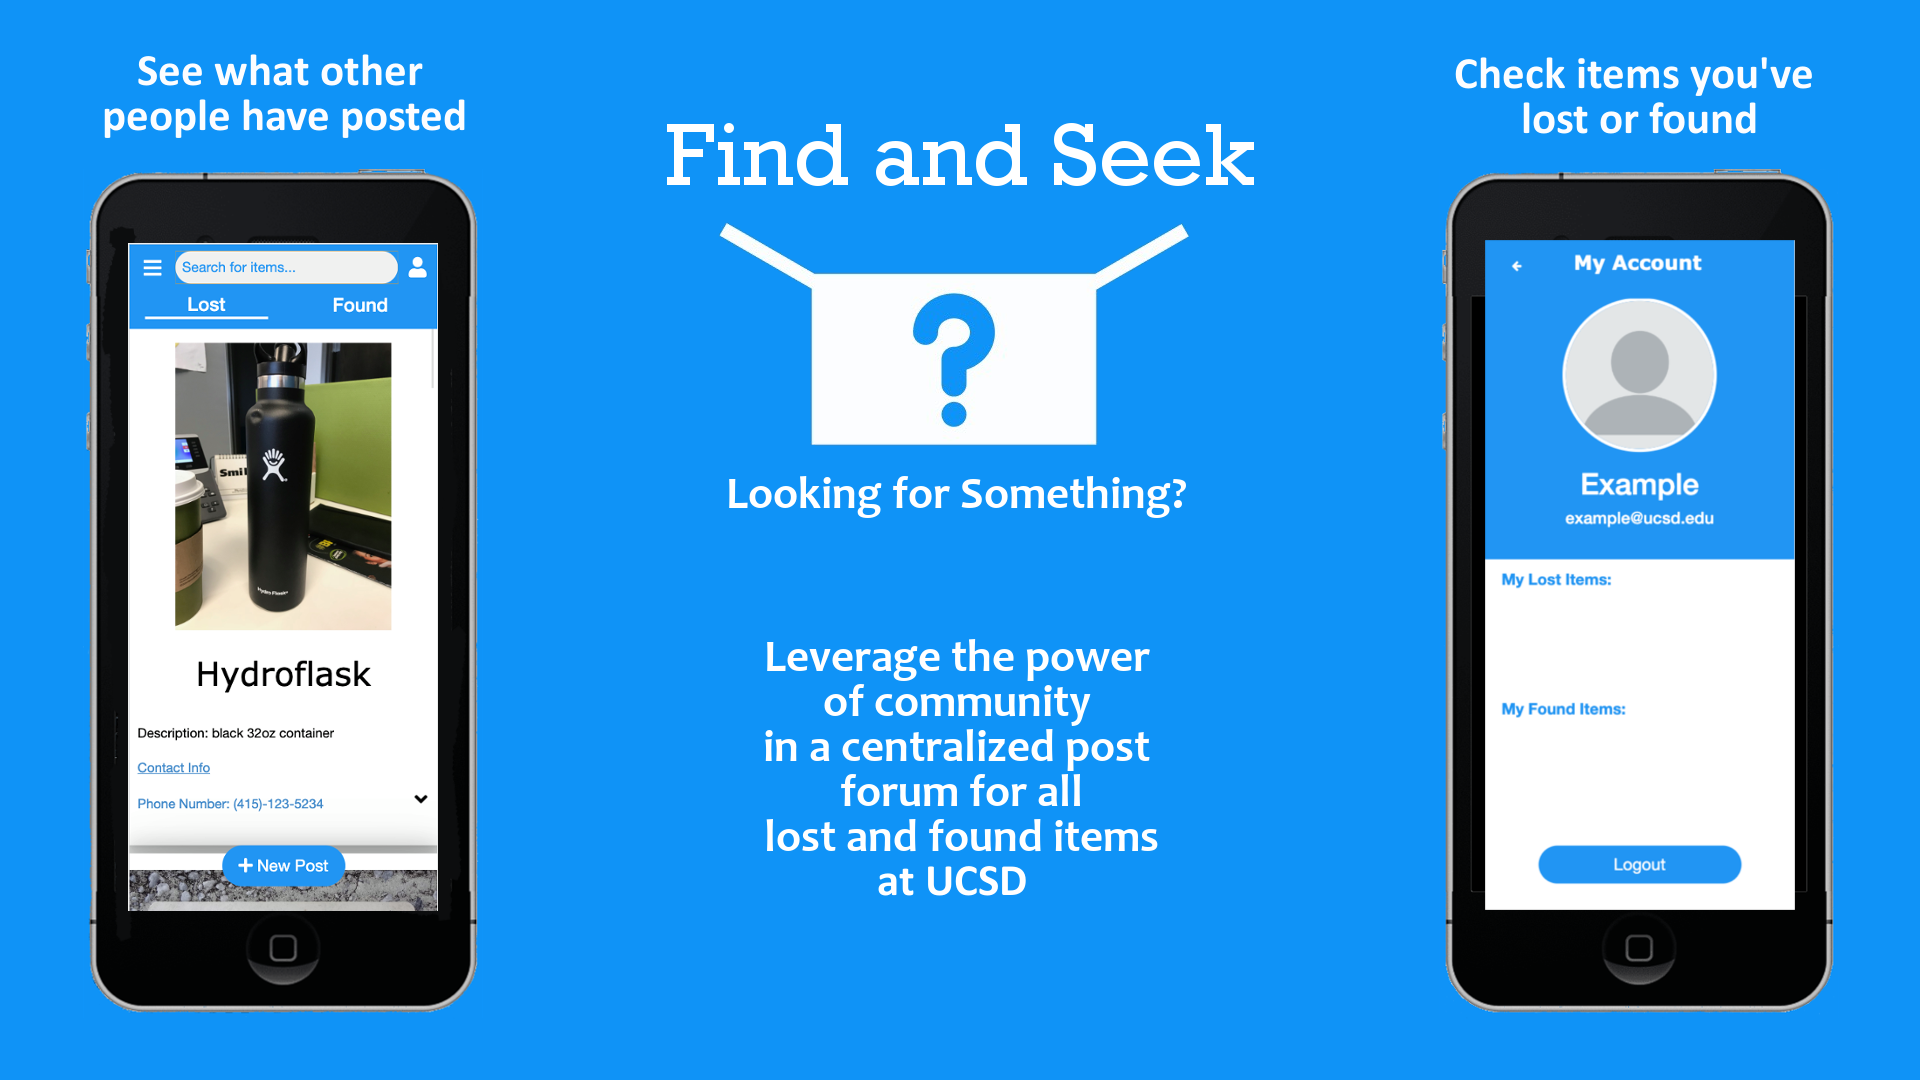 See what other
people have posted
Search for items...
Lost
Found
Smil
Hydro Flask
Hydroflask
Description: black 32oz container
Contact Info
Phone Number: (415)-123-5234
+ New Post
Find and Seek
?
Looking for Something?
Leverage the power
of community
in a centralized post
forum for all
lost and found items
at UCSD
Check items you've
lost or found
My Account
Example
example@ucsd.edu
My Lost Items:
My Found Items:
Logout